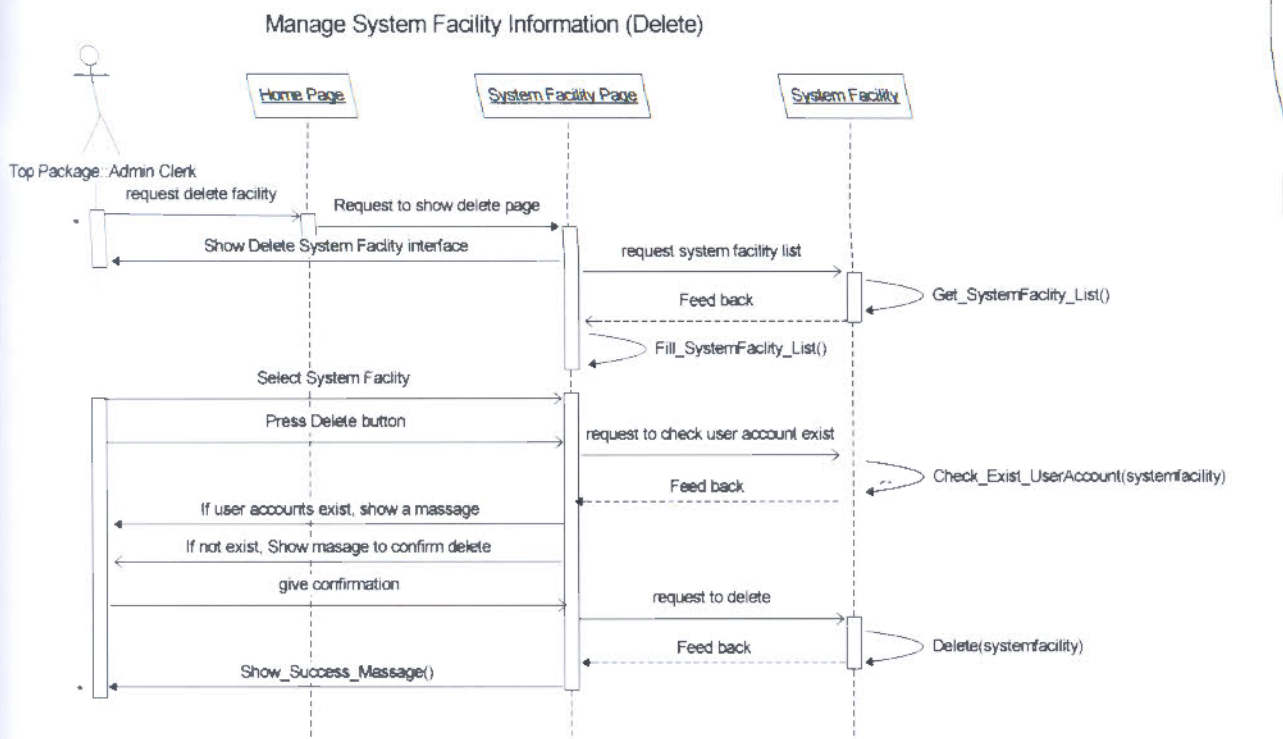 Manage System Facility Information (Delete)
Home Page
System Facility Page
System Facility
Top Package::Admin Clerk
request delete facility
Request to show delete page
Show Delete System Faclity interface
request system facility list
Get_SystemFaclity_List()
Feed back
Fill_SystemFaclity_List()
Select System Faclity
Press Delete button
request to check user account exist
Check_Exist_UserAccount(systemfacility)
Feed back
If user accounts exist, show a massage
If not exist, Show masage to confirm delete
give confirmation
request to delete
Delete(systemfacility)
Feed back
Show_Success_Message()